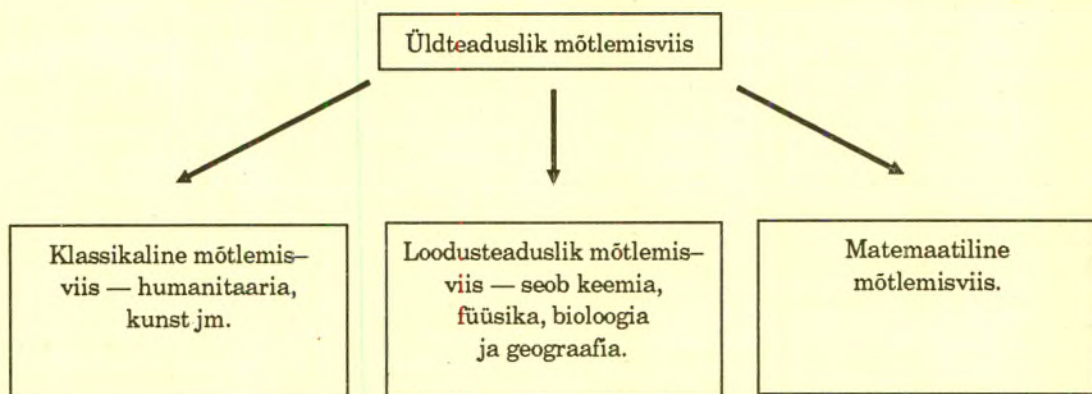 Üldteaduslik mõtlemisviis
Klassikaline mõtlemis–
viis — humanitaaria,
kunst jm.
Loodusteaduslik mõtlemis–
viis — seob keemia,
füüsika, bioloogia
ja geograafia.
Matemaatiline
mõtlemisviis.